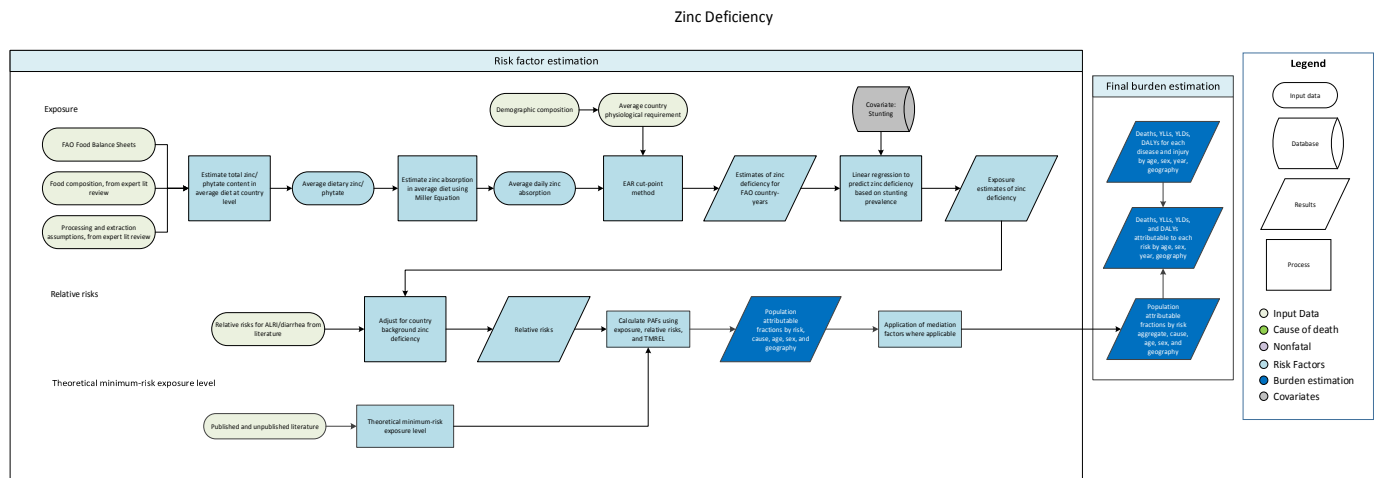 Zinc Deficiency
Risk factor estimation
Exposure
FAO Food Balance Sheets
Food composition, from expert lit
review
Processing and extraction
assumptions, from expert lit review
Estimate total zinc/
phytate content in
average diet at country
level
Average dietary zinc/
phytate
Estimate zinc absorption
in average diet using
Miller Equation
Average daily zinc
absorption
Demographic composition
Average country
physiological requirement
EAR cut-point
method
Estimates of zinc
deficiency for
FAO country-
years
Covariate:
Stunting
Linear regression to
predict zinc deficiency
based on stunting
prevalence
Exposure
estimates of zinc
deficiency
Relative risks
Relative risks for ALRI/diarrhea from
literature
Adjust for country
background zinc
deficiency
Relative risks
Calculate PAFs using
exposure, relative risks,
and TMREL
Population
attributable
fractions by risk,
cause, age, sex, and
geography
Application of mediation
factors where applicable
Theoretical minimum-risk exposure level
Published and unpublished literature
Theoretical minimum-risk
exposure level
Final burden estimation
Deaths, YLLs, YLDs,
DALYs for each
disease and injury
by age, sex, year,
geography
Deaths, YLLs, YLDs,
and DALYs
attributable to each
risk by age, sex,
year, geography
Population
attributable
fractions by risk
aggregate, cause,
age, sex, and
geography
Legend
Input data
Database
Results
Process
Input Data
Cause of death
Nonfatal
Risk Factors
Burden estimation
Covariates